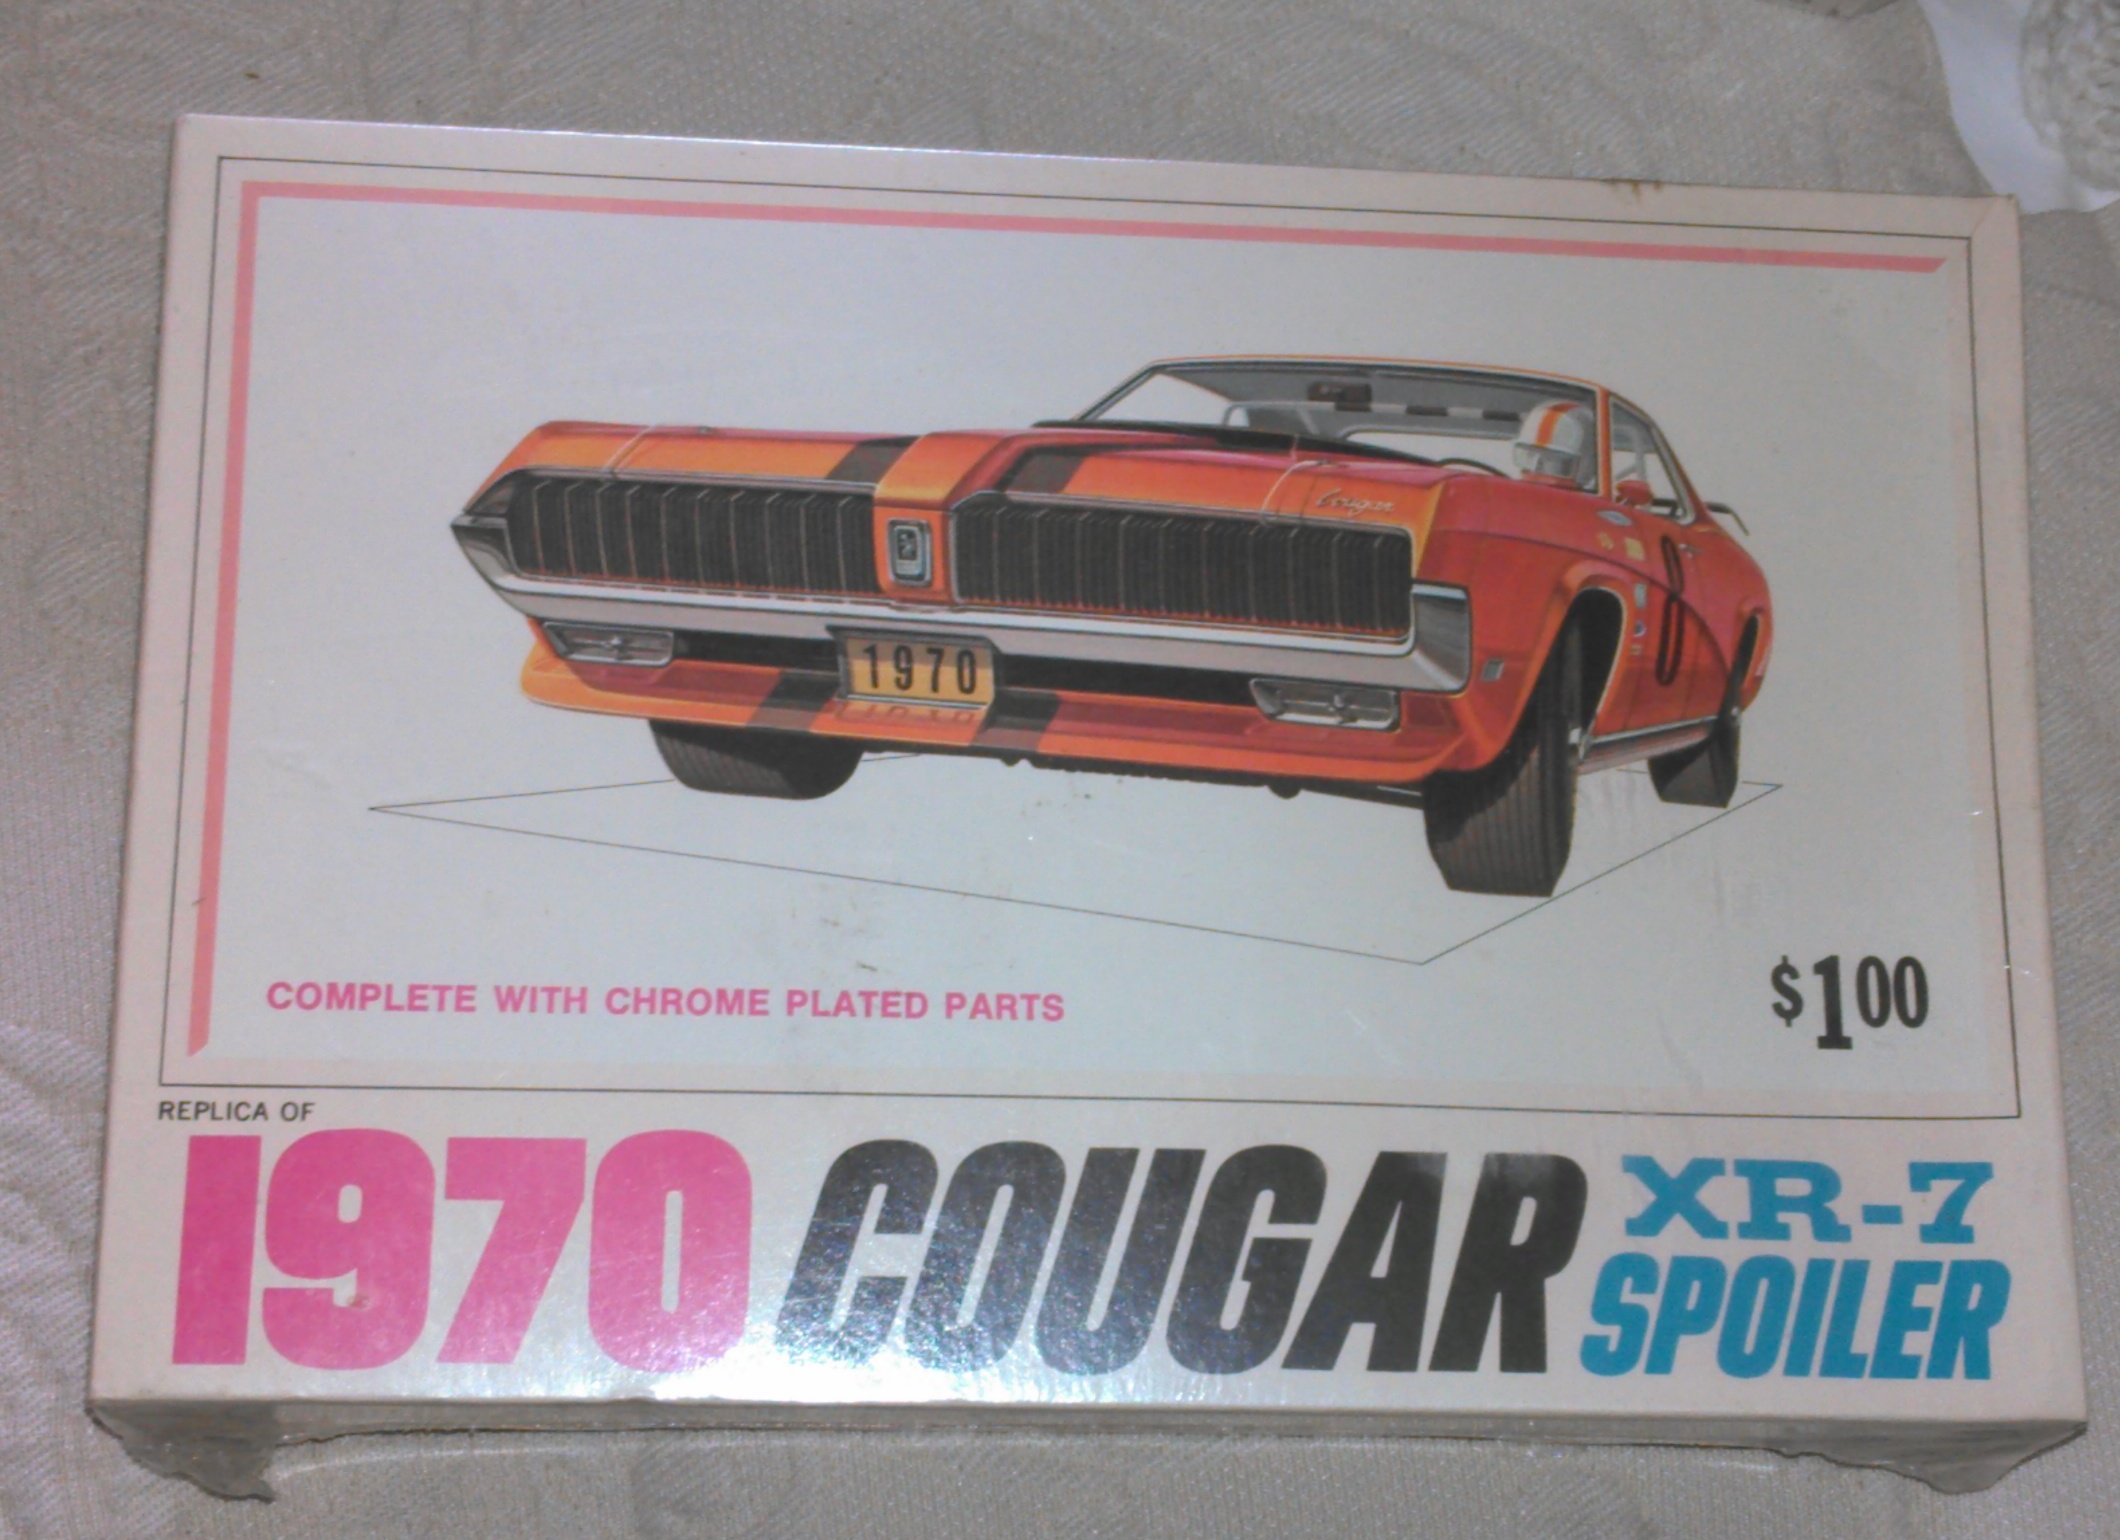 Cougar
1970
COMPLETE WITH CHROME PLATED PARTS
$1.00
REPLICA OF
1970 COUGAR XR-7
SPOILER